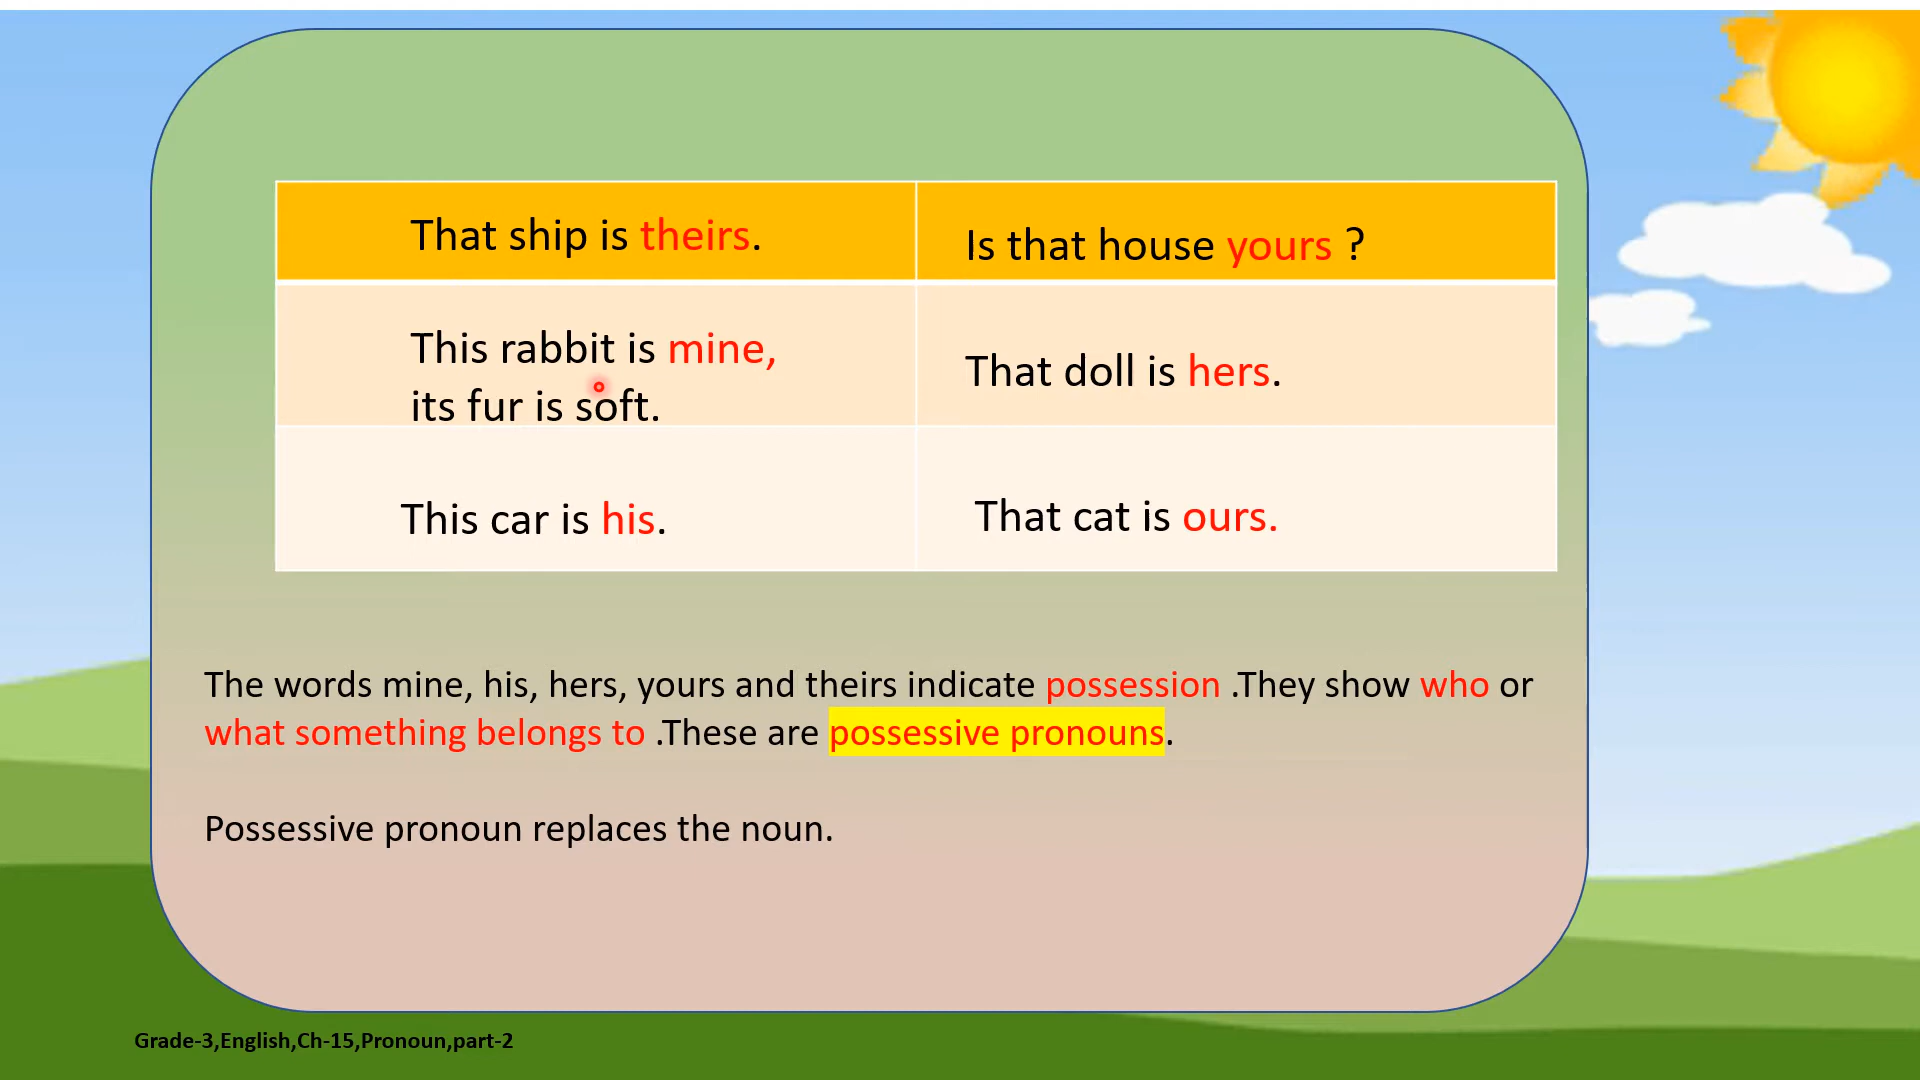 That ship is theirs.
Is that house yours ?
This rabbit is mine,
its fur is soft.
That doll is hers.
This car is his.
That cat is ours.
The words mine, his, hers, yours and theirs indicate possession .They show who or
what something belongs to .These are possessive pronouns.
Possessive pronoun replaces the noun.
Grade-3,English,Ch-15,Pronoun,part-2